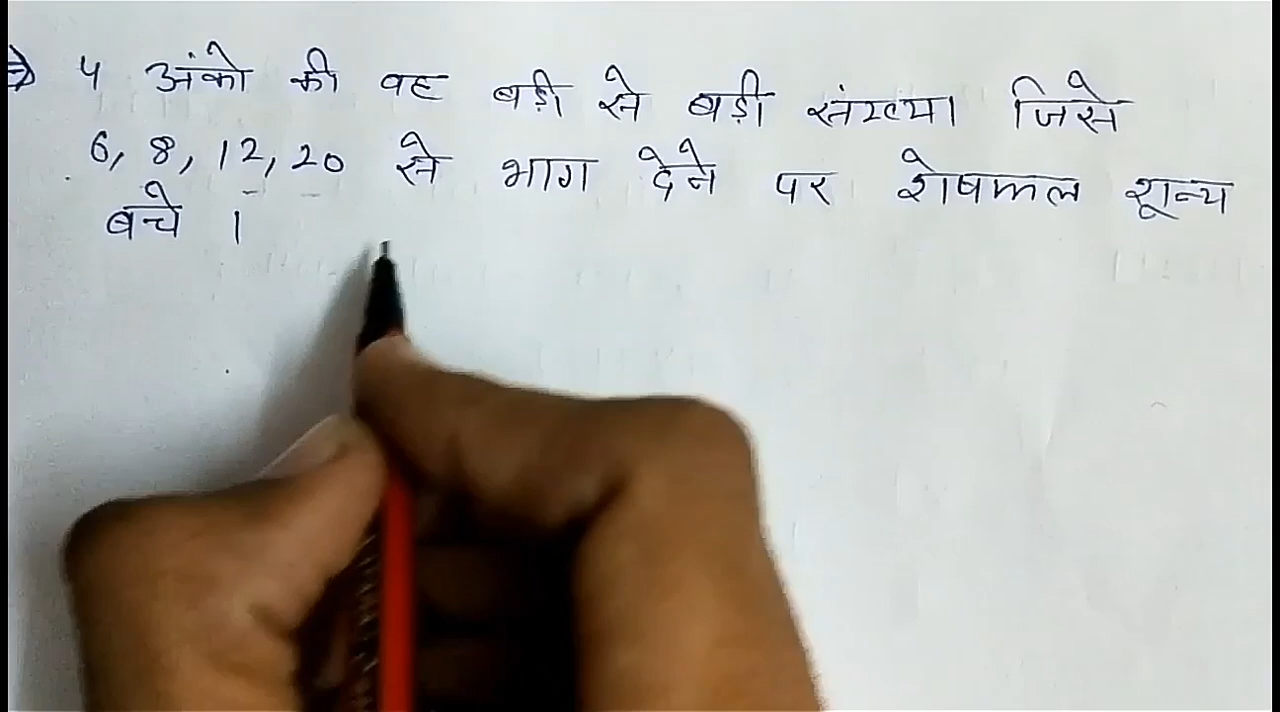 ⇒ 4 अंको की वह बड़ी से बड़ी संख्या जिसे
6, 8, 12, 20 से भाग देने पर शेषफल शून्य
बचे ।